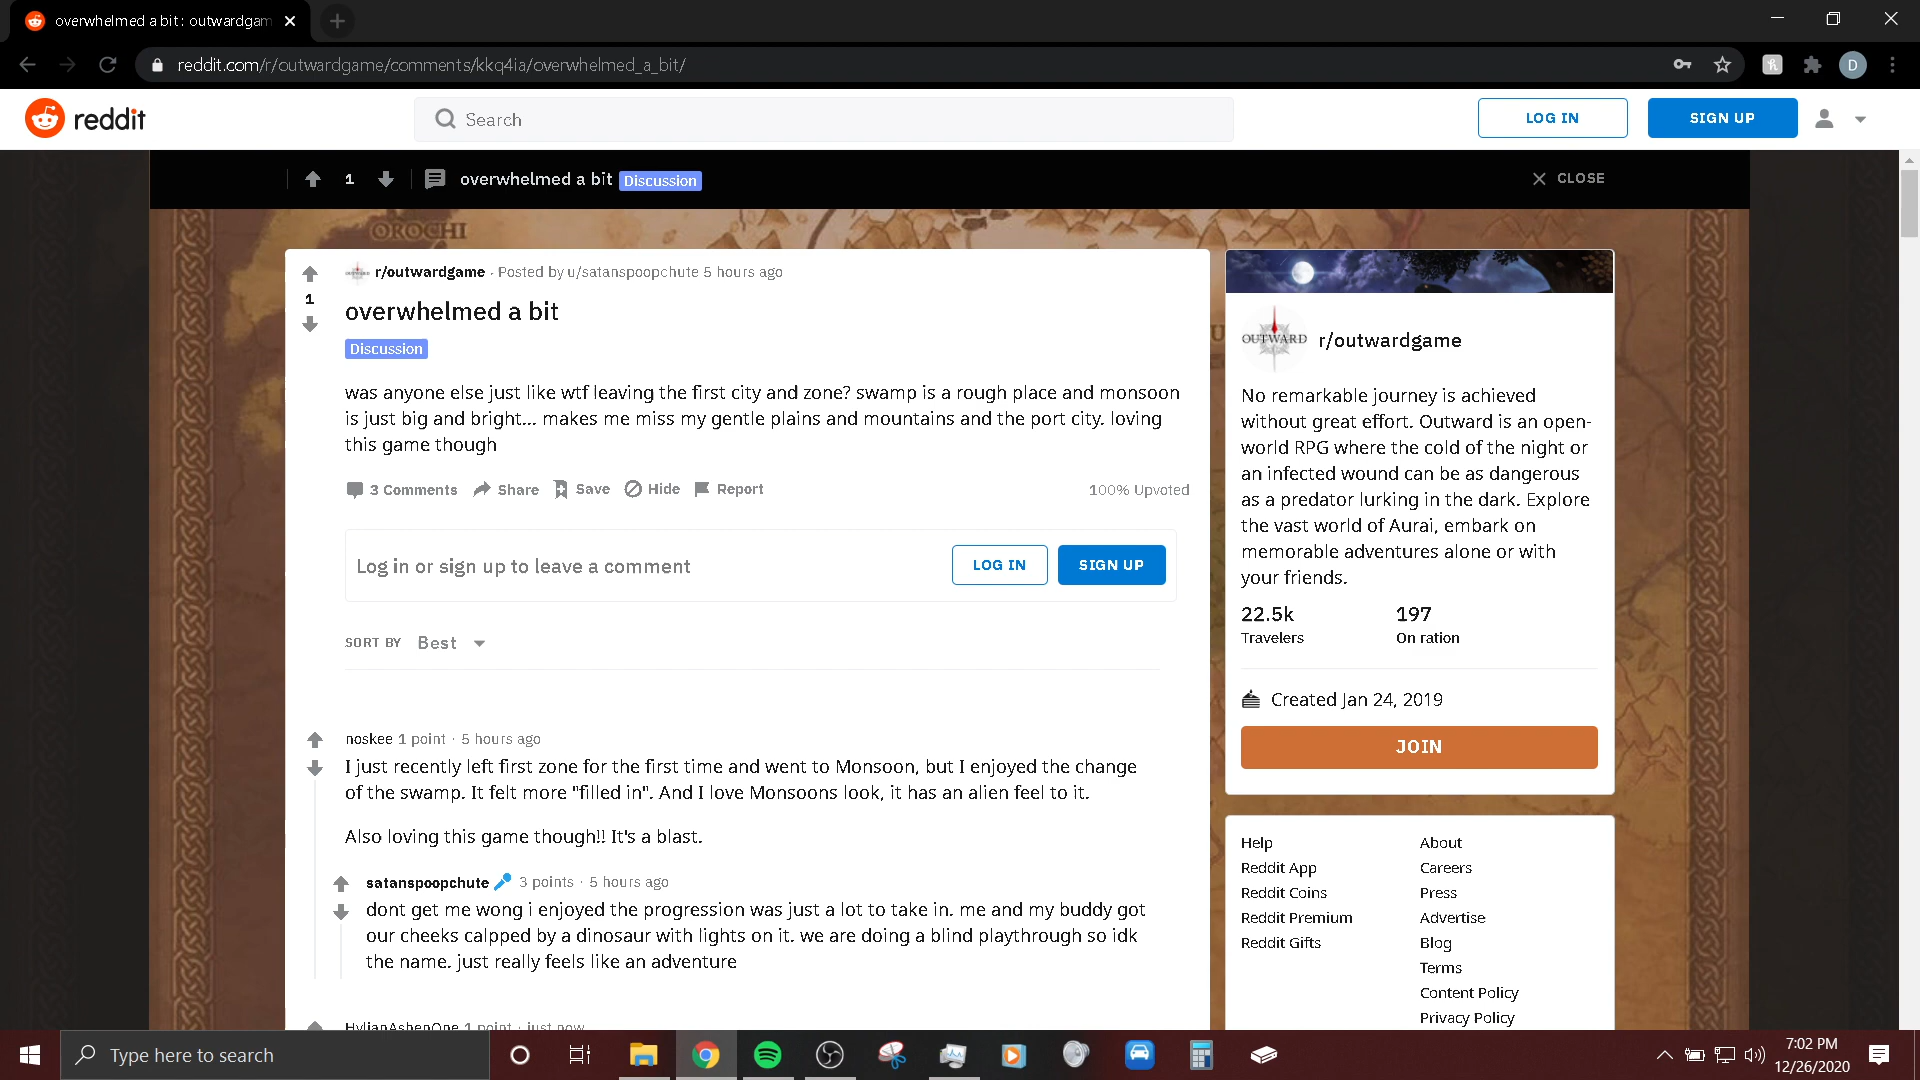 overwhelmed a bit : outwardgam
reddit.com/r/outwardgame/comments/kkq4ia/overwhelmed_a_bit/
D
reddit
Search
LOG IN
SIGN UP
1
overwhelmed a bit Discussion
CLOSE
OROCHI
r/outwardgame · Posted by u/satanspoopchute 5 hours ago
1
overwhelmed a bit
Discussion
was anyone else just like wtf leaving the first city and zone? swamp is a rough place and monsoon
is just big and bright... makes me miss my gentle plains and mountains and the port city. loving
this game though
3 Comments Share Save Hide Report
100% Upvoted
Log in or sign up to leave a comment
LOG IN
SIGN UP
SORT BY Best
noskee 1 point · 5 hours ago
I just recently left first zone for the first time and went to Monsoon, but I enjoyed the change
of the swamp. It felt more "filled in". And I love Monsoons look, it has an alien feel to it.
Also loving this game though!! It's a blast.
satanspoopchute 3 points · 5 hours ago
dont get me wong i enjoyed the progression was just a lot to take in. me and my buddy got
our cheeks calpped by a dinosaur with lights on it. we are doing a blind playthrough so idk
the name. just really feels like an adventure
HylianAshenOne 1 point · just now
OUTWARD
r/outwardgame
No remarkable journey is achieved
without great effort. Outward is an open-
world RPG where the cold of the night or
an infected wound can be as dangerous
as a predator lurking in the dark. Explore
the vast world of Aurai, embark on
memorable adventures alone or with
your friends.
22.5k
Travelers
197
On ration
Created Jan 24, 2019
JOIN
Help
Reddit App
Reddit Coins
Reddit Premium
Reddit Gifts
About
Careers
Press
Advertise
Blog
Terms
Content Policy
Privacy Policy
Type here to search
7:02 PM
12/26/2020